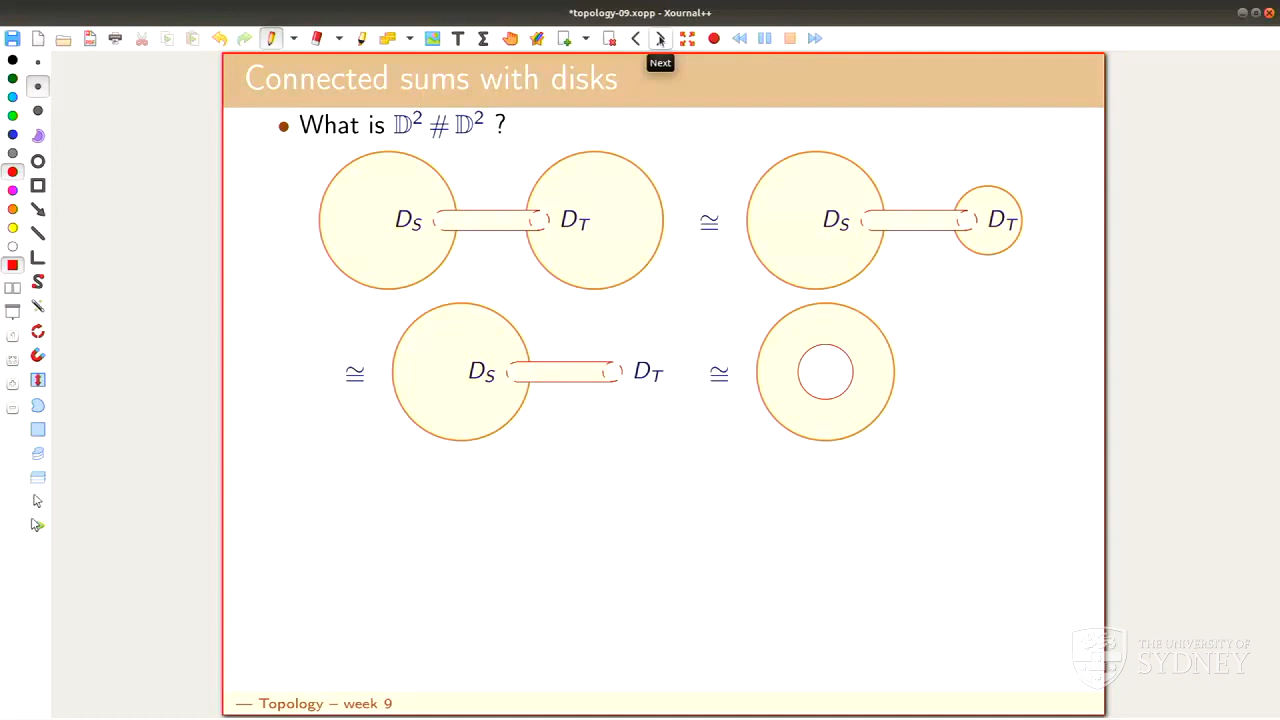 *topology-09.xopp - Xournal++
Next
Connected sums with disks
• What is 𝔻² # 𝔻² ?
D_S D_T ≅ D_S D_T
≅ D_S D_T ≅
THE UNIVERSITY OF
SYDNEY
— Topology – week 9